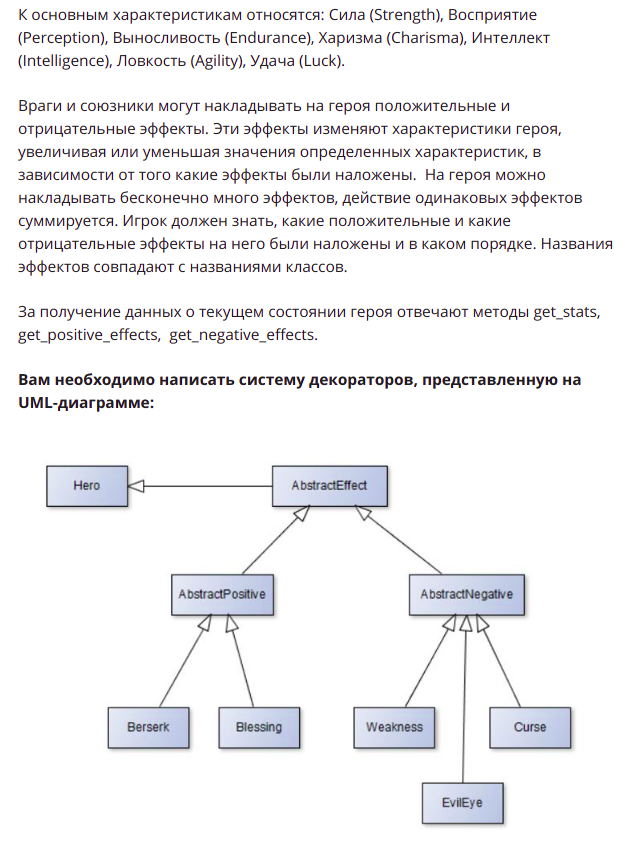 К основным характеристикам относятся: Сила (Strength), Восприятие
(Perception), Выносливость (Endurance), Харизма (Charisma), Интеллект
(Intelligence), Ловкость (Agility), Удача (Luck).
Враги и союзники могут накладывать на героя положительные и
отрицательные эффекты. Эти эффекты изменяют характеристики героя,
увеличивая или уменьшая значения определенных характеристик, в
зависимости от того какие эффекты были наложены.  На героя можно
накладывать бесконечно много эффектов, действие одинаковых эффектов
суммируется. Игрок должен знать, какие положительные и какие
отрицательные эффекты на него были наложены и в каком порядке. Названия
эффектов совпадают с названиями классов.
За получение данных о текущем состоянии героя отвечают методы get_stats,
get_positive_effects,  get_negative_effects.
Вам необходимо написать систему декораторов, представленную на
UML-диаграмме:
Hero
AbstractEffect
AbstractPositive
AbstractNegative
Berserk
Blessing
Weakness
Curse
EvilEye